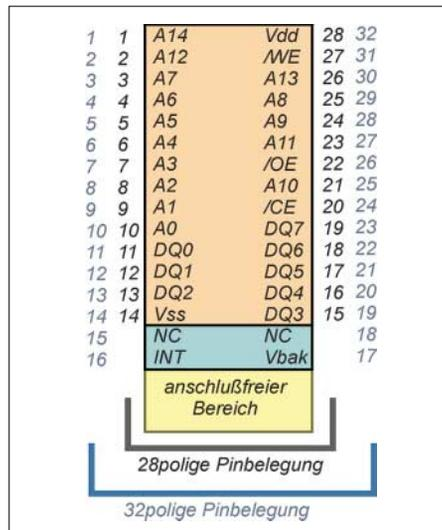 1 1 A14 Vdd 28 32
2 2 A12 /WE 27 31
3 3 A7 A13 26 30
4 4 A6 A8 25 29
5 5 A5 A9 24 28
6 6 A4 A11 23 27
7 7 A3 /OE 22 26
8 8 A2 A10 21 25
9 9 A1 /CE 20 24
10 10 A0 DQ7 19 23
11 11 DQ0 DQ6 18 22
12 12 DQ1 DQ5 17 21
13 13 DQ2 DQ4 16 20
14 14 Vss DQ3 15 19
15 NC NC 18
16 INT Vbak 17
anschlußfreier
Bereich
28polige Pinbelegung
32polige Pinbelegung